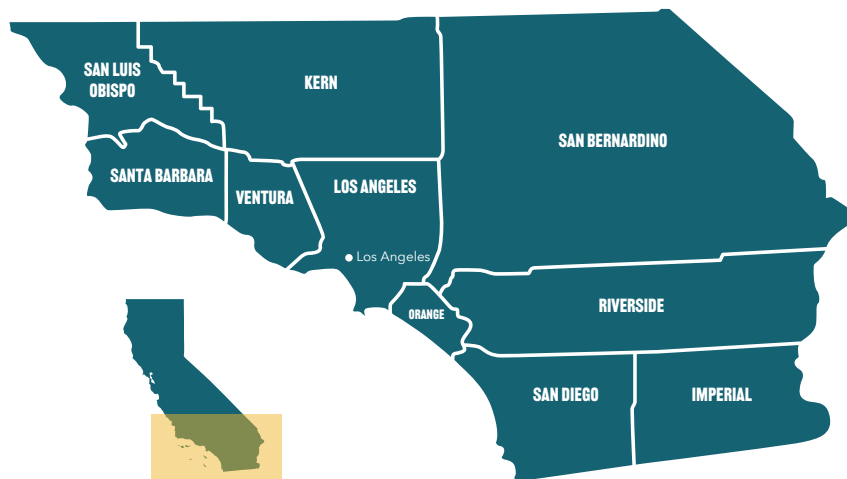 SAN LUIS
OBISPO
KERN
SAN BERNARDINO
SANTA BARBARA
VENTURA
LOS ANGELES
Los Angeles
ORANGE
RIVERSIDE
SAN DIEGO
IMPERIAL